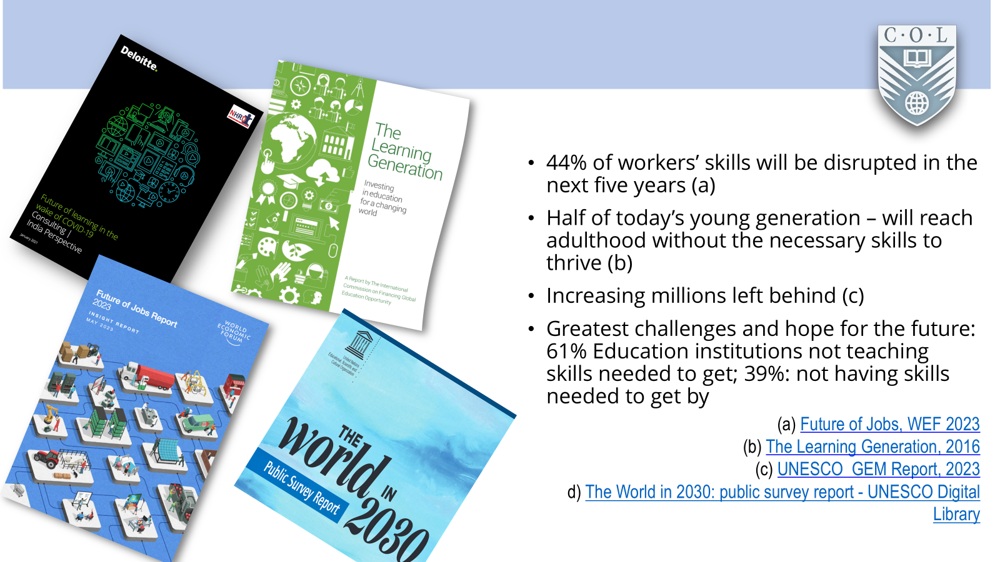 C·O·L
Deloitte.
NHRD
Future of learning in the
wake of COVID-19
Consulting |
India Perspective
January 2021
The
Learning
Generation
Investing
in education
for a changing
world
A Report by The International
Commission on Financing Global
Education Opportunity
Future of Jobs Report
2023
INSIGHT REPORT
MAY 2023
WORLD
ECONOMIC
FORUM
United Nations
Educational, Scientific and
Cultural Organization
THE
world IN
2030
Public Survey Report
• 44% of workers’ skills will be disrupted in the
next five years (a)
• Half of today’s young generation – will reach
adulthood without the necessary skills to
thrive (b)
• Increasing millions left behind (c)
• Greatest challenges and hope for the future:
61% Education institutions not teaching
skills needed to get; 39%: not having skills
needed to get by
(a) Future of Jobs, WEF 2023
(b) The Learning Generation, 2016
(c) UNESCO  GEM Report, 2023
d) The World in 2030: public survey report - UNESCO Digital
Library